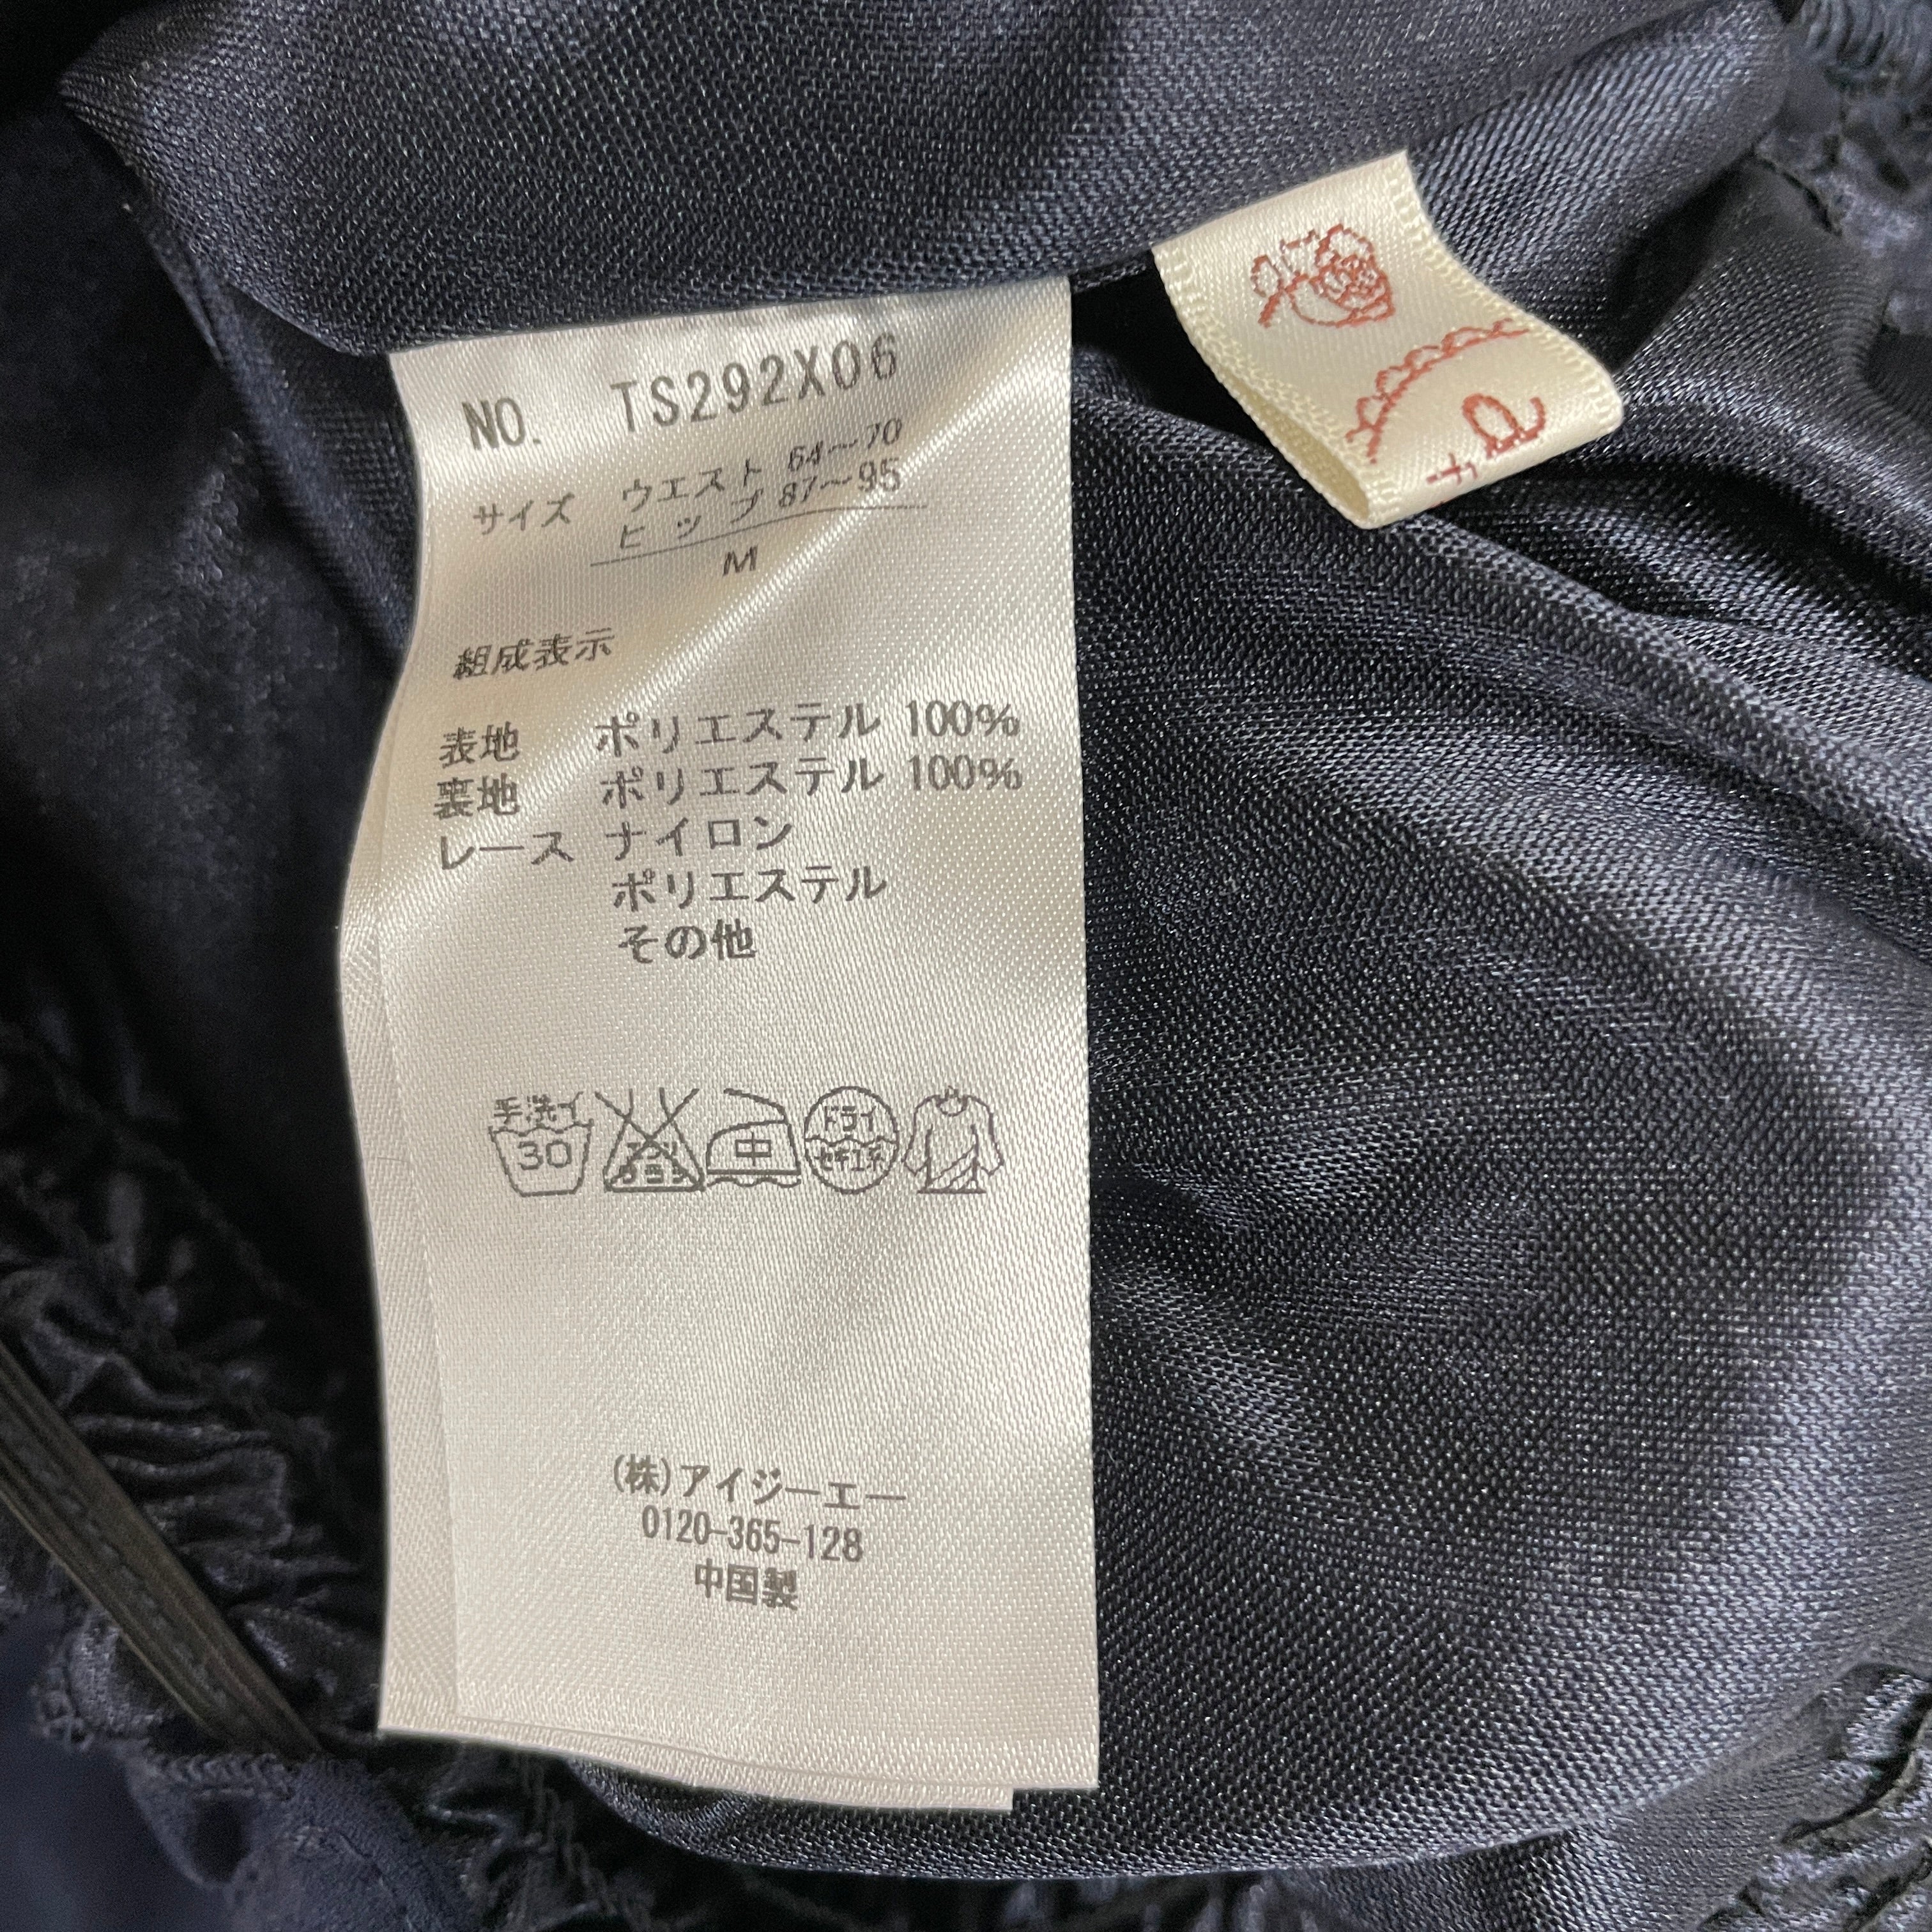 NO. TS292X06
サイズ ウエスト 64〜70
ヒップ 87〜95
M
組成表示
表地 ポリエステル 100%
裏地 ポリエステル 100%
レース ナイロン
ポリエステル
その他
手洗イ
30
中
ドライ
(株)アイジーエー
0120-365-128
中国製